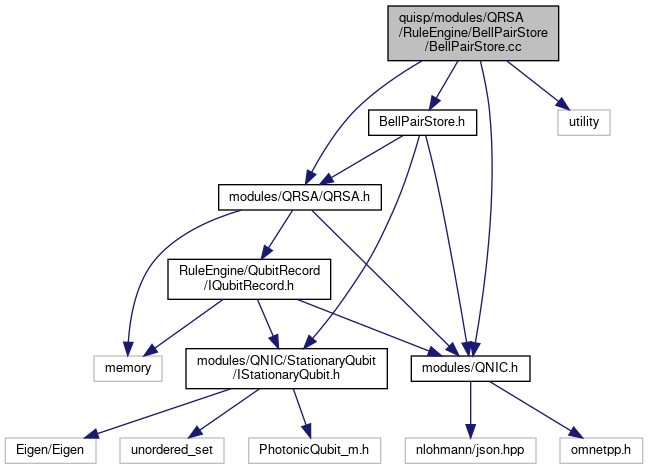 quisp/modules/QRSA
/RuleEngine/BellPairStore
/BellPairStore.cc
BellPairStore.h
utility
modules/QRSA/QRSA.h
RuleEngine/QubitRecord
/IQubitRecord.h
memory
modules/QNIC/StationaryQubit
/IStationaryQubit.h
modules/QNIC.h
Eigen/Eigen
unordered_set
PhotonicQubit_m.h
nlohmann/json.hpp
omnetpp.h